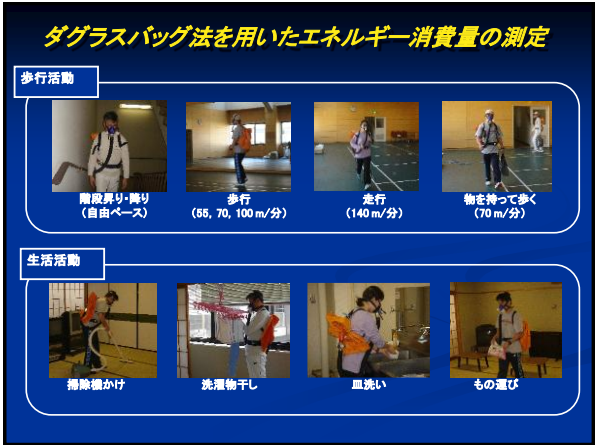 ダグラスバッグ法を用いたエネルギー消費量の測定
歩行活動
階段昇り・降り
（自由ペース）
歩行
（55, 70, 100 m/分）
走行
（140 m/分）
物を持って歩く
（70 m/分）
生活活動
掃除機かけ
洗濯物干し
皿洗い
もの運び